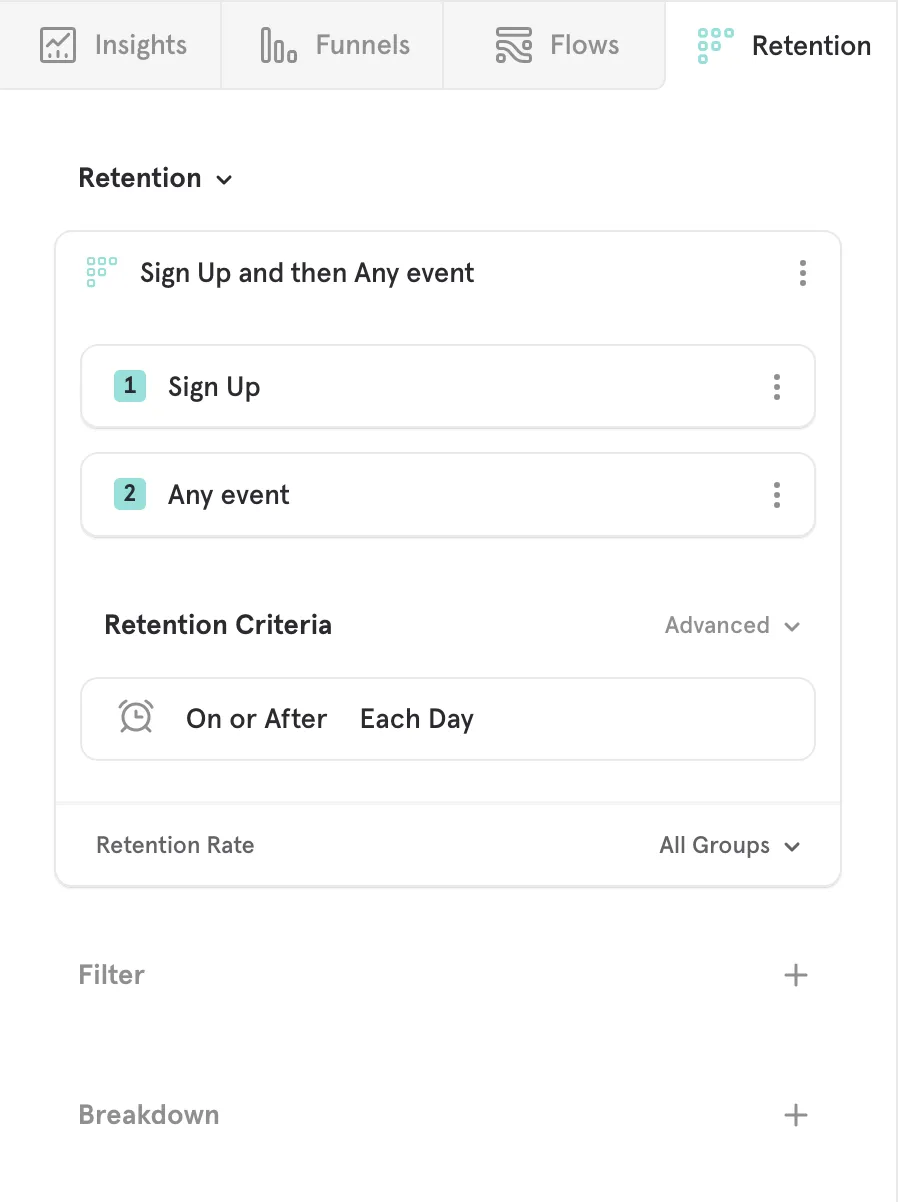 Insights Funnels Flows Retention
Retention
Sign Up and then Any event
1 Sign Up
2 Any event
Retention Criteria Advanced
On or After Each Day
Retention Rate All Groups
Filter
Breakdown